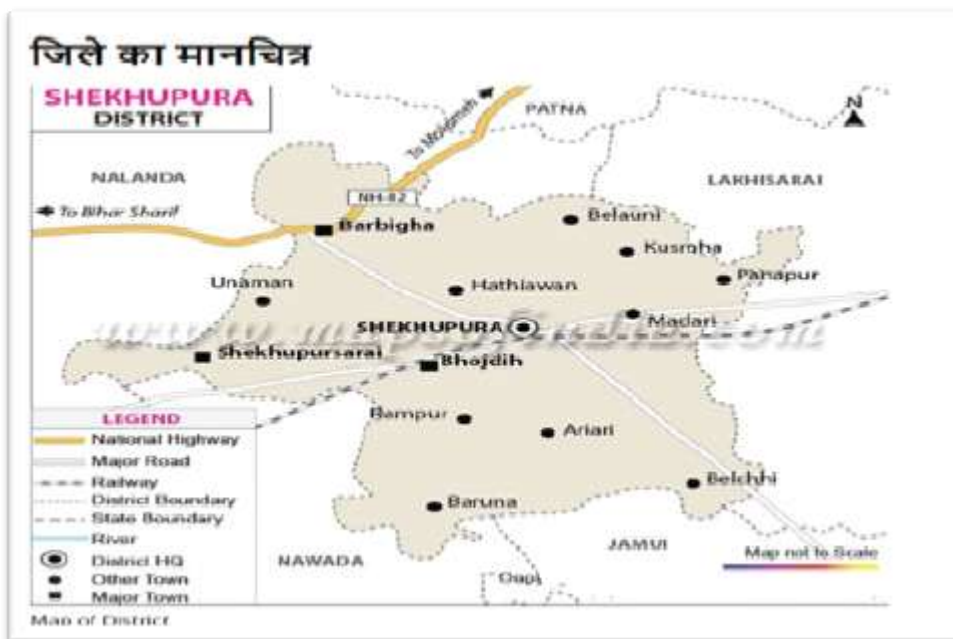 जिले का मानचित्र
SHEKHUPURA
DISTRICT
N
To Mokameh
PATNA
NALANDA
LAKHISARAI
NH-82
To Bihar Sharif
Barbigha
Belauni
Kusmha
Panapur
Unaman
Hathiawan
SHEKHUPURA
Madari
Shekhupursarai
Bhojdih
Rampur
Ariari
Belchhi
Baruna
NAWADA
JAMUI
LEGEND
National Highway
Major Road
Railway
District Boundary
State Boundary
River
District HQ
Other Town
Major Town
Map not to Scale
Map of District